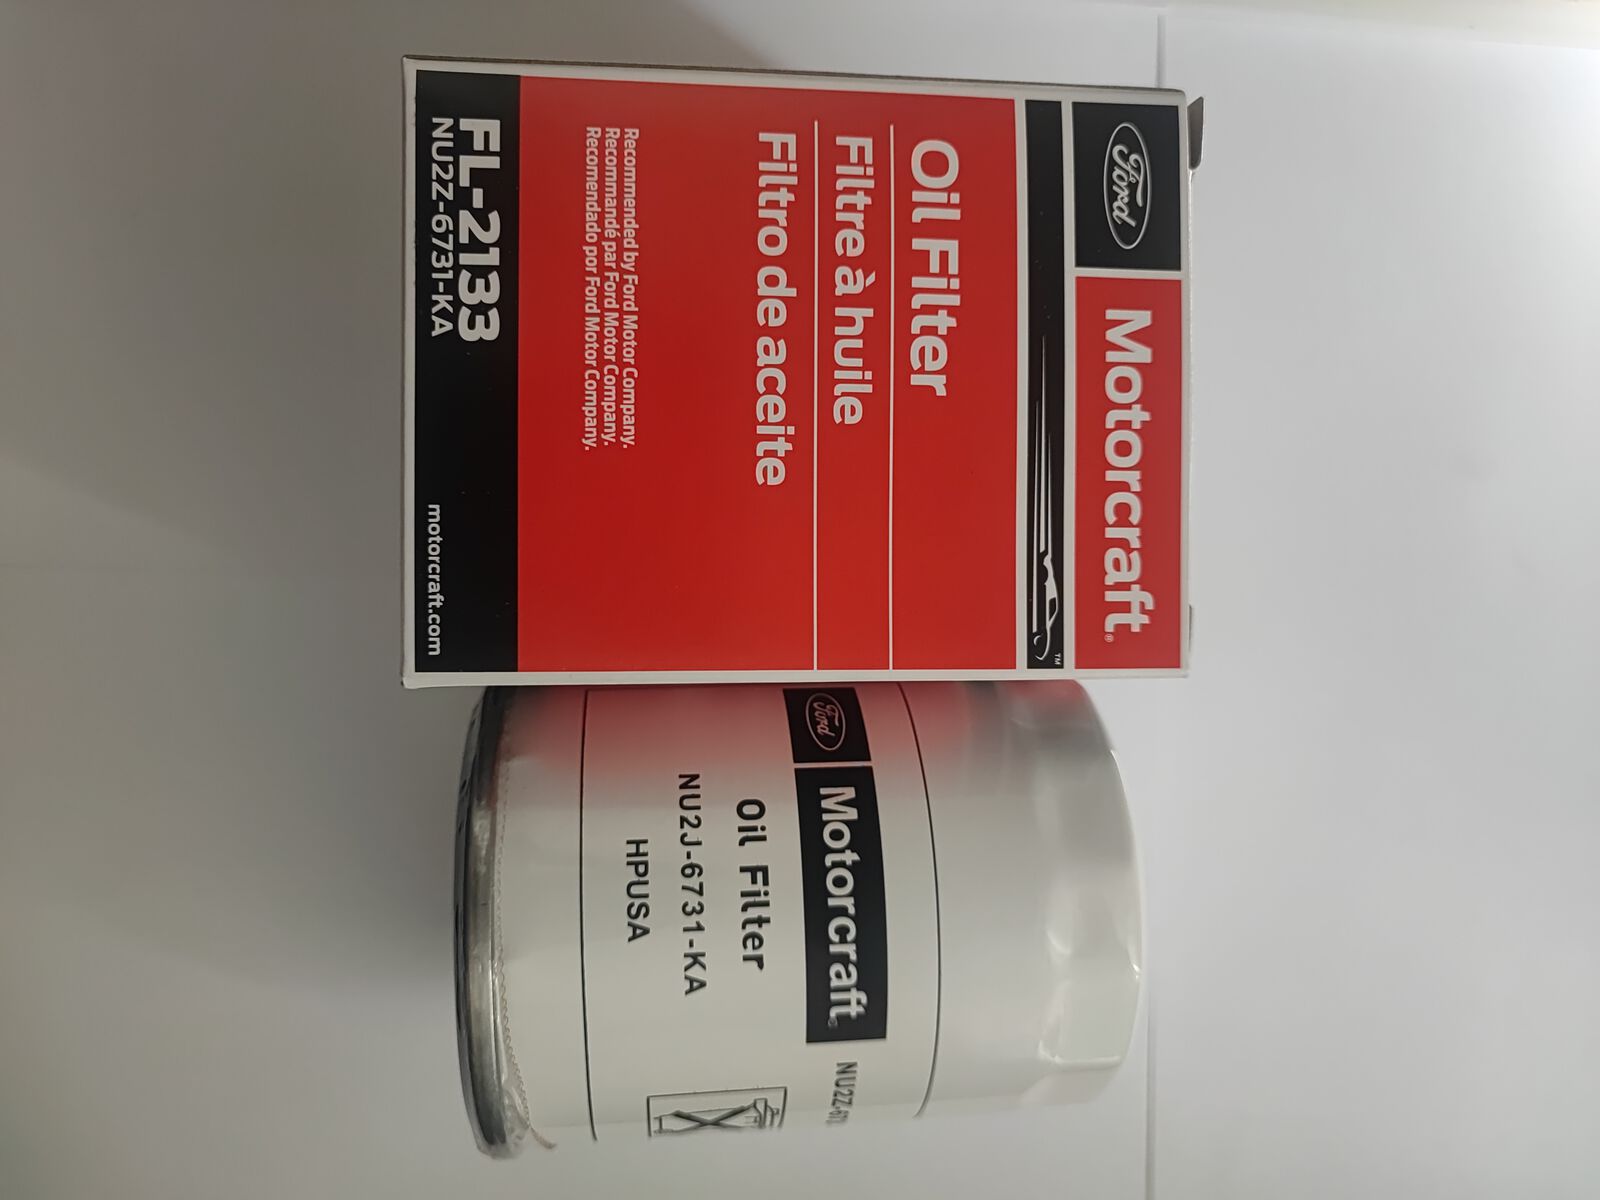 Ford
Motorcraft®
™
Oil Filter
Filtre à huile
Filtro de aceite
Recommended by Ford Motor Company.
Recommandé par Ford Motor Company.
Recomendado por Ford Motor Company.
FL-2133
NU2Z-6731-KA
motorcraft.com
Ford
Motorcraft®
Oil Filter
NU2J-6731-KA
HPUSA